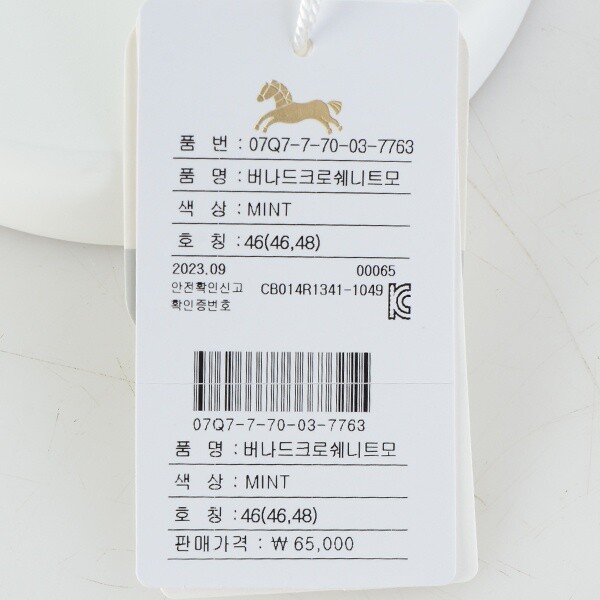 품 번 : 07Q7-7-70-03-7763
품 명 : 버나드크로쉐니트모
색 상 : MINT
호 칭 : 46(46,48)
2023.09 00065
안전확인신고 CB014R1341-1049
확인증번호
07Q7-7-70-03-7763
품 명 : 버나드크로쉐니트모
색 상 : MINT
호 칭 : 46(46,48)
판매가격 : ₩ 65,000